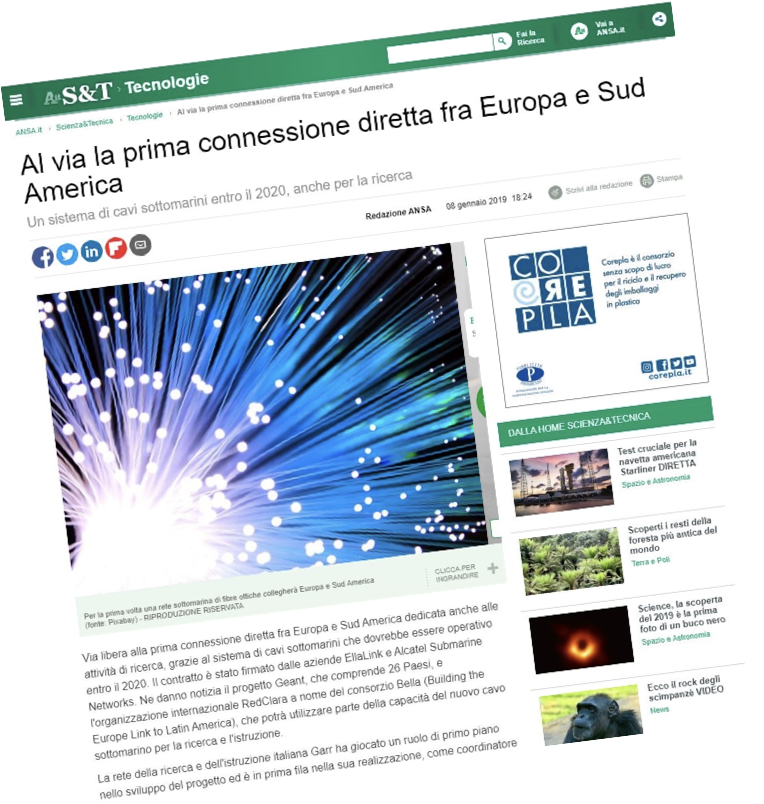 Fai la
Ricerca
Vai a
ANSA.it
S&T › Tecnologie
ANSA.it › Scienza&Tecnica › Tecnologie › Al via la prima connessione diretta fra Europa e Sud America
Al via la prima connessione diretta fra Europa e Sud
America
Un sistema di cavi sottomarini entro il 2020, anche per la ricerca
Redazione ANSA 08 gennaio 2019 18:24 Scrivi alla redazione Stampa
CO
RE
PLA
Corepla è il consorzio
senza scopo di lucro
per il riciclo e il recupero
degli imballaggi
in plastica
corepla.it
Per la prima volta una rete sottomarina di fibre ottiche collegherà Europa e Sud America
(fonte: Pixabay) - RIPRODUZIONE RISERVATA
CLICCA PER
INGRANDIRE
Via libera alla prima connessione diretta fra Europa e Sud America dedicata anche alle
attività di ricerca, grazie al sistema di cavi sottomarini che dovrebbe essere operativo
entro il 2020. Il contratto è stato firmato dalle aziende EllaLink e Alcatel Submarine
Networks. Ne danno notizia il progetto Geant, che comprende 26 Paesi, e
l'organizzazione internazionale RedClara a nome del consorzio Bella (Building the
Europe Link to Latin America), che potrà utilizzare parte della capacità del nuovo cavo
sottomarino per la ricerca e l'istruzione.
La rete della ricerca e dell'istruzione italiana Garr ha giocato un ruolo di primo piano
nello sviluppo del progetto ed è in prima fila nella sua realizzazione, come coordinatore
DALLA HOME SCIENZA&TECNICA
Test cruciale per la
navetta americana
Starliner DIRETTA
Spazio e Astronomia
Scoperti i resti della
foresta più antica del
mondo
Terra e Poli
Science, la scoperta
del 2019 è la prima
foto di un buco nero
Spazio e Astronomia
Ecco il rock degli
scimpanzè VIDEO
News